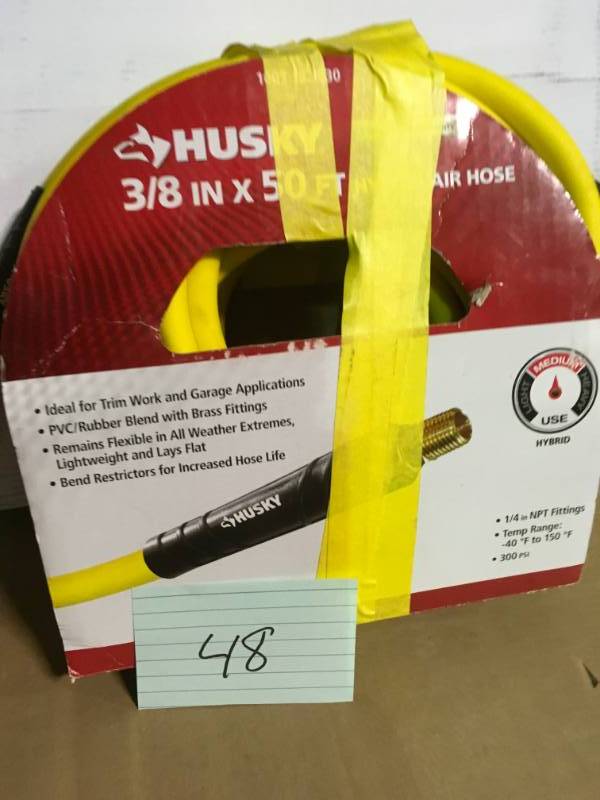 HUSKY
3/8 IN X 50 FT HYBRID AIR HOSE
• Ideal for Trim Work and Garage Applications
• PVC/Rubber Blend with Brass Fittings
• Remains Flexible in All Weather Extremes,
Lightweight and Lays Flat
• Bend Restrictors for Increased Hose Life
LIGHT MEDIUM HEAVY
USE
HYBRID
HUSKY
• 1/4 in NPT Fittings
• Temp Range:
-40 °F to 150 °F
• 300 PSI
48